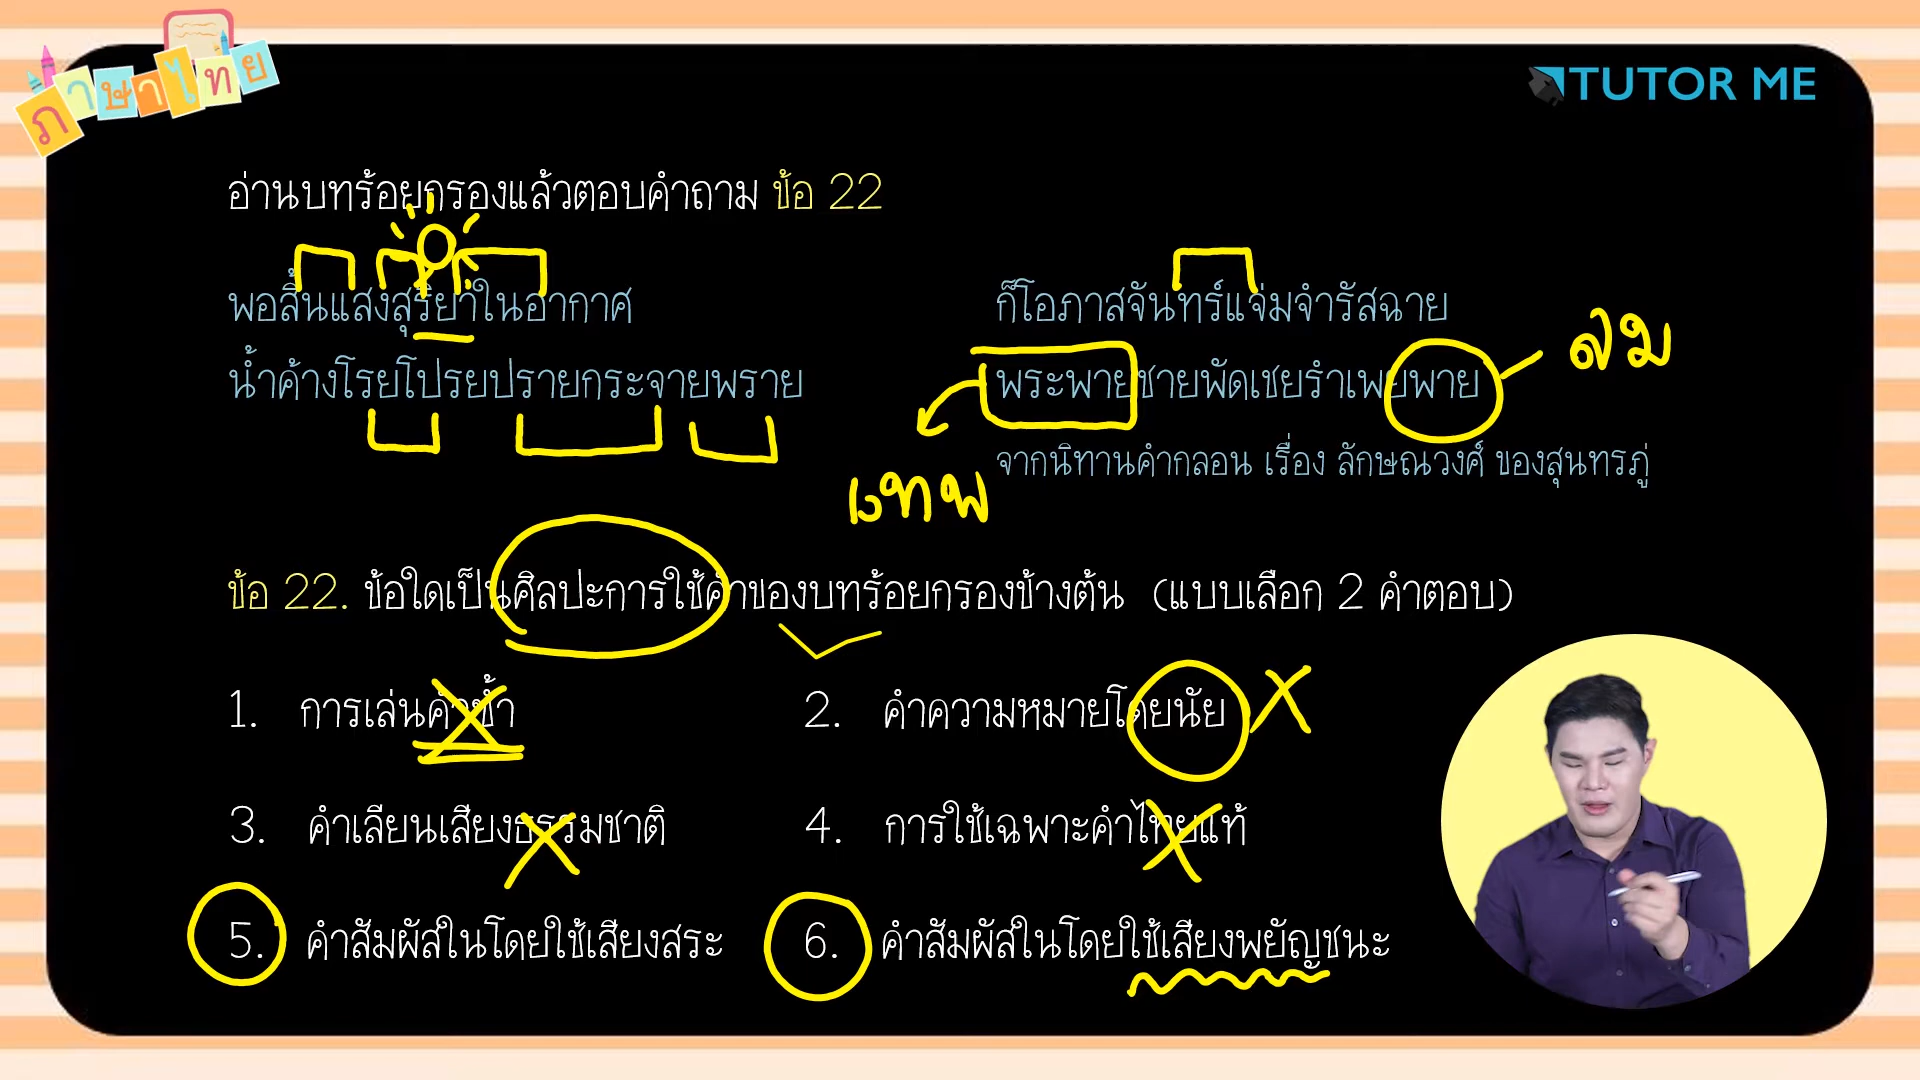 ภาษาไทย
TUTOR ME
อ่านบทร้อยกรองแล้วตอบคำถาม ข้อ 22
พอสิ้นแสงสุริยาในอากาศ ก็โอภาสจันทร์แจ่มจำรัสฉาย
น้ำค้างโรยโปรยปรายกระจายพราย พระพายชายพัดเชยรำเพยพาย
ลม
เทพ
จากนิทานคำกลอน เรื่อง ลักษณวงศ์ ของสุนทรภู่
ข้อ 22. ข้อใดเป็นศิลปะการใช้คำของบทร้อยกรองข้างต้น (แบบเลือก 2 คำตอบ)
1. การเล่นคำซ้ำ
2. คำความหมายโดยนัย
3. คำเลียนเสียงธรรมชาติ
4. การใช้เฉพาะคำไทยแท้
5. คำสัมผัสในโดยใช้เสียงสระ
6. คำสัมผัสในโดยใช้เสียงพยัญชนะ